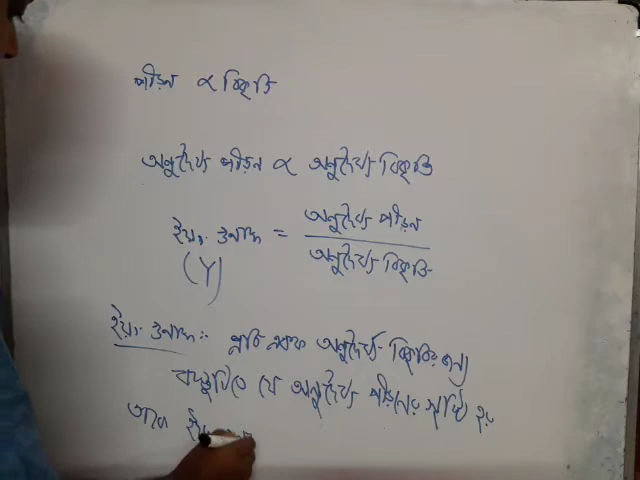 পীড়ন ∝ বিকৃতি
অনুদৈর্ঘ্য পীড়ন ∝ অনুদৈর্ঘ্য বিকৃতি
ইয়ং গুনাঙ্ক = অনুদৈর্ঘ্য পীড়ন
(Y) অনুদৈর্ঘ্য বিকৃতি
ইয়ং গুনাঙ্ক:- প্রতি একক অনুদৈর্ঘ্য বিকৃতির জন্য
বস্তুটিতে যে অনুদৈর্ঘ্য পীড়নের সৃষ্টি হয়
তাকে